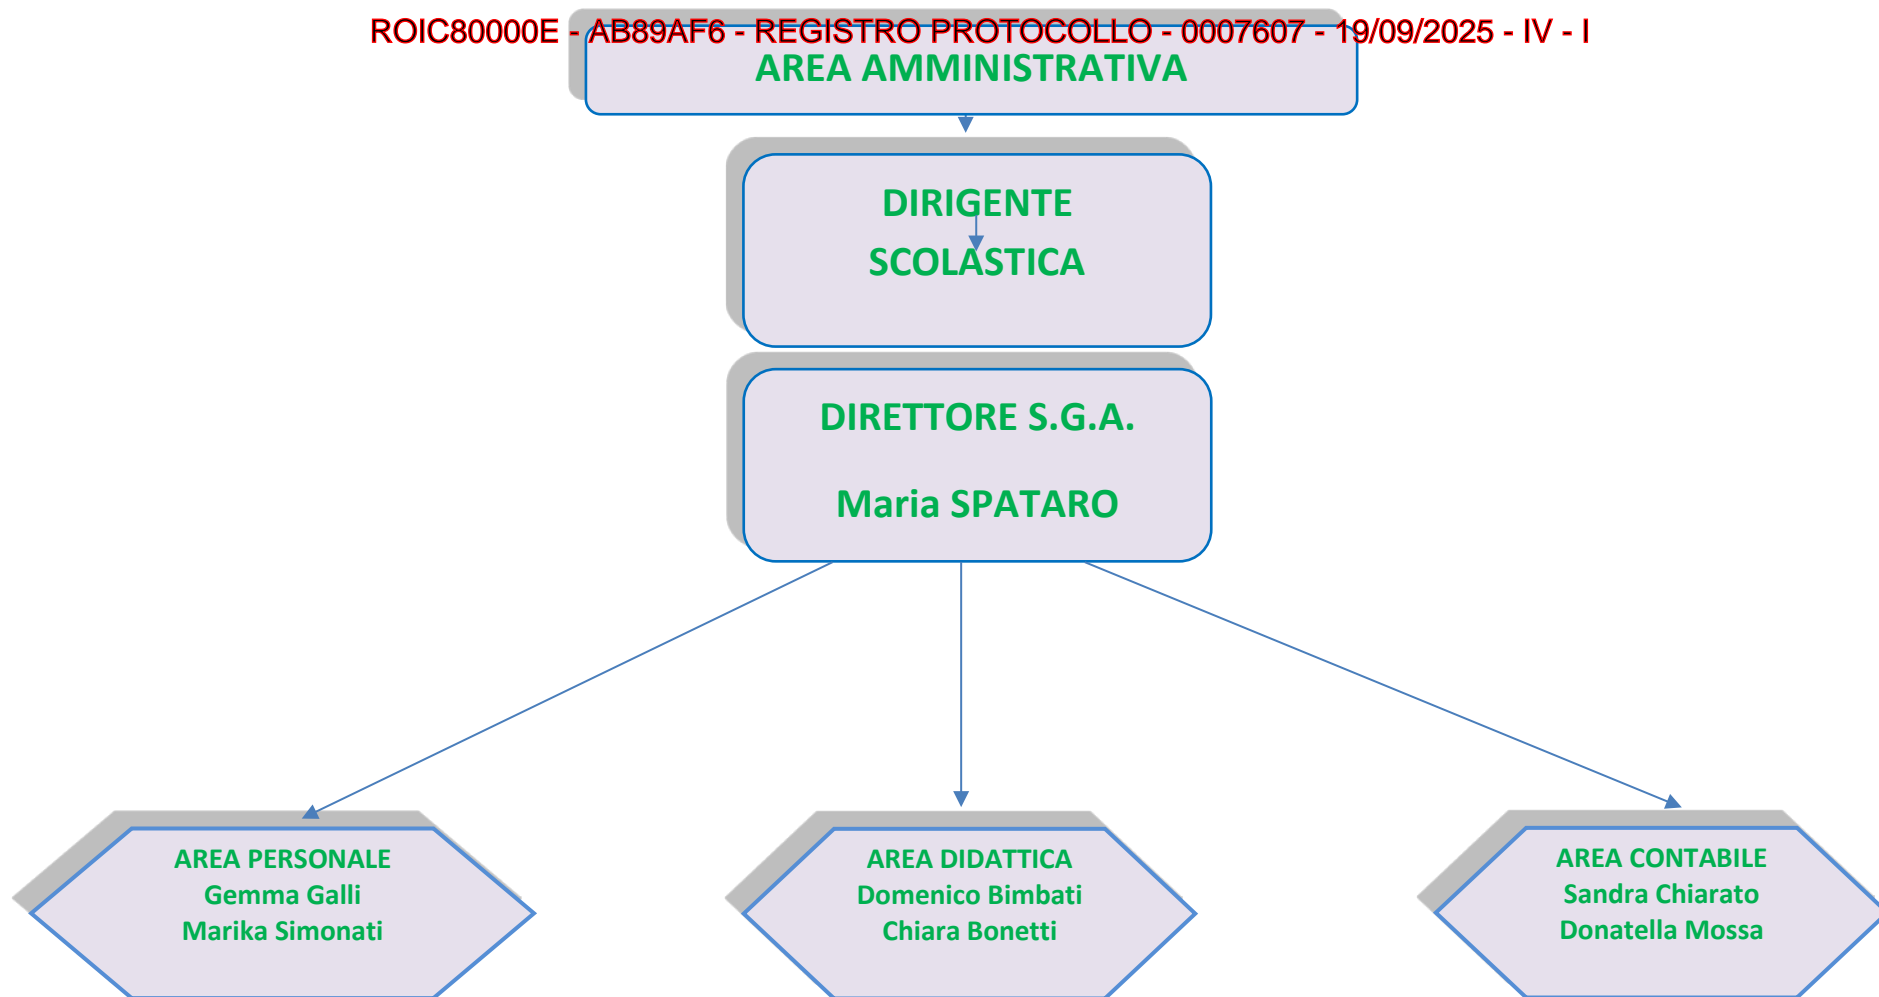 ROIC80000E - AB89AF6 - REGISTRO PROTOCOLLO - 0007607 - 19/09/2025 - IV - I
AREA AMMINISTRATIVA
DIRIGENTE
SCOLASTICA
DIRETTORE S.G.A.
Maria SPATARO
AREA PERSONALE
Gemma Galli
Marika Simonati
AREA DIDATTICA
Domenico Bimbati
Chiara Bonetti
AREA CONTABILE
Sandra Chiarato
Donatella Mossa